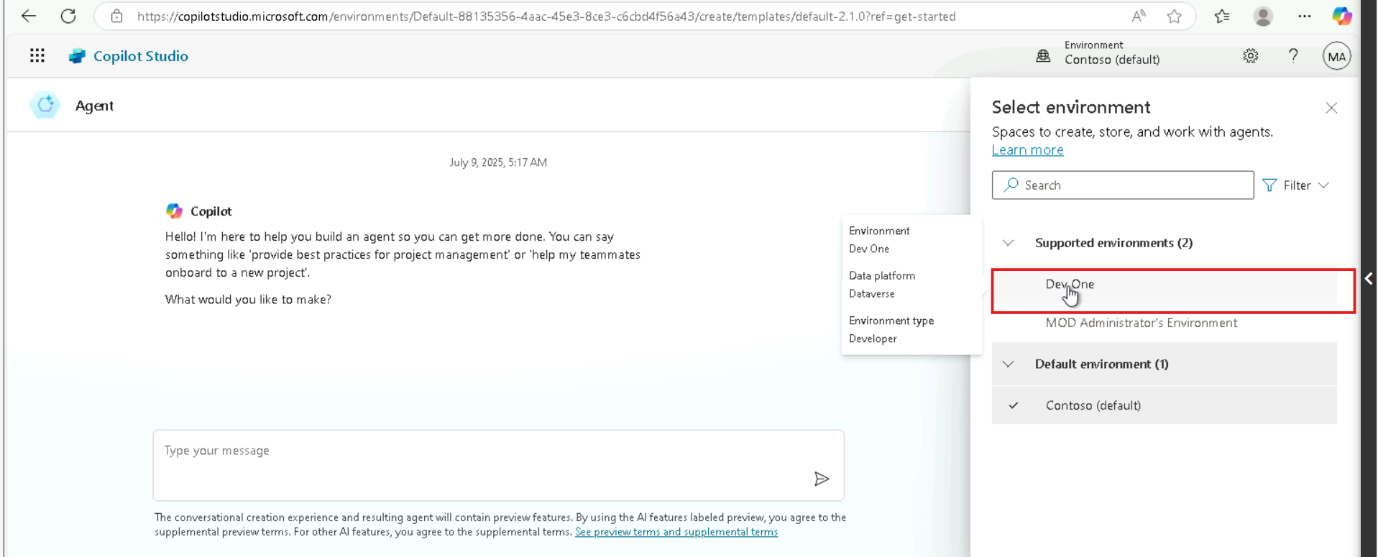 https://copilotstudio.microsoft.com/environments/Default-88135356-4aac-45e3-8ce3-c6cbd4f56a43/create/templates/default-2.1.0?ref=get-started
Copilot Studio
Environment
Contoso (default)
MA
Agent
July 9, 2025, 5:17 AM
Copilot
Hello! I'm here to help you build an agent so you can get more done. You can say
something like 'provide best practices for project management' or 'help my teammates
onboard to a new project'.
What would you like to make?
Type your message
The conversational creation experience and resulting agent will contain preview features. By using the AI features labeled preview, you agree to the
supplemental preview terms. For other AI features, you agree to the supplemental terms. See preview terms and supplemental terms
Environment
Dev One
Data platform
Dataverse
Environment type
Developer
Select environment
Spaces to create, store, and work with agents.
Learn more
Search
Filter
Supported environments (2)
Dev One
MOD Administrator's Environment
Default environment (1)
Contoso (default)